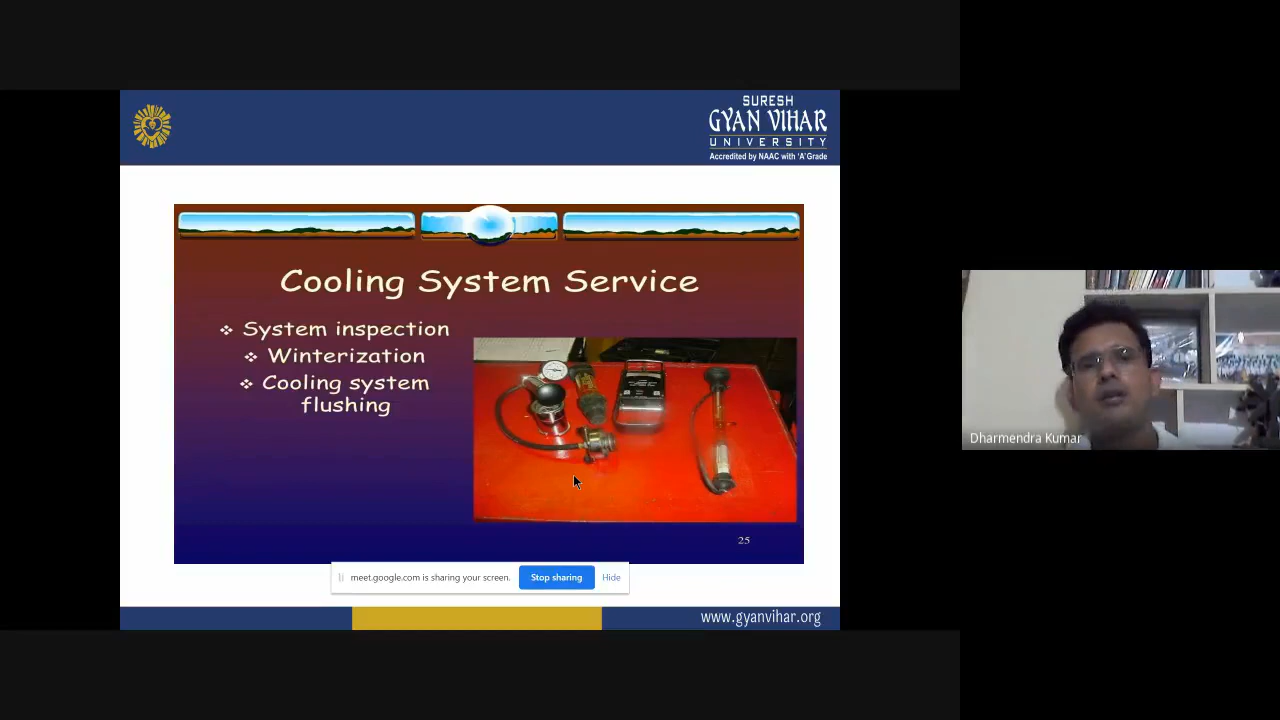 SURESH
GYAN VIHAR
UNIVERSITY
Accredited by NAAC with 'A' Grade
Cooling System Service
❖ System inspection
❖ Winterization
❖ Cooling system
flushing
25
meet.google.com is sharing your screen.
Stop sharing
Hide
www.gyanvihar.org
Dharmendra Kumar